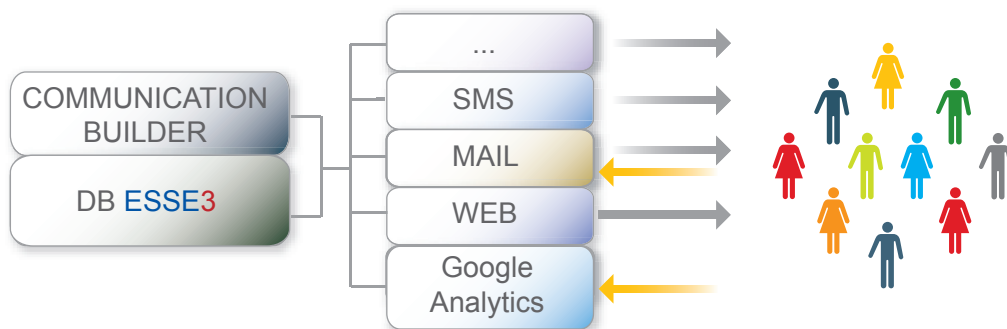 COMMUNICATION
BUILDER
DB ESSE3
...
SMS
MAIL
WEB
Google
Analytics